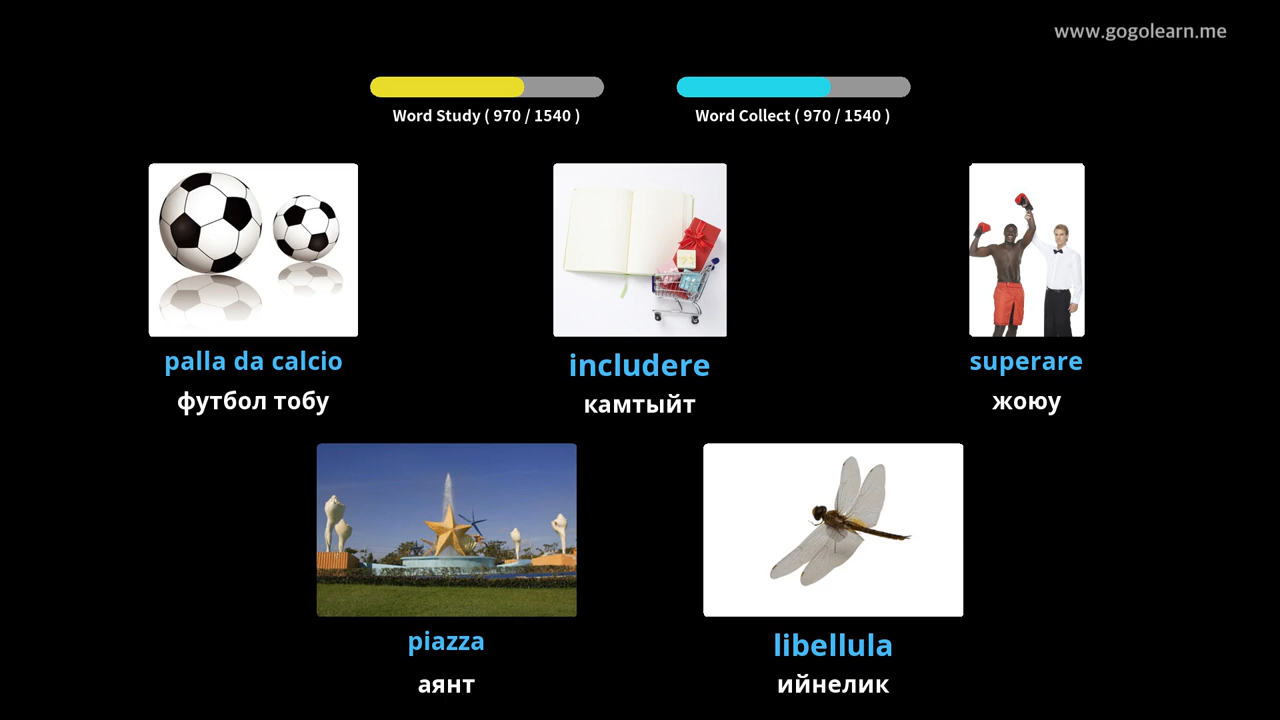 www.gogolearn.me
Word Study ( 970 / 1540 )
Word Collect ( 970 / 1540 )
palla da calcio
футбол тобу
includere
камтыйт
superare
жоюу
piazza
аянт
libellula
ийнелик